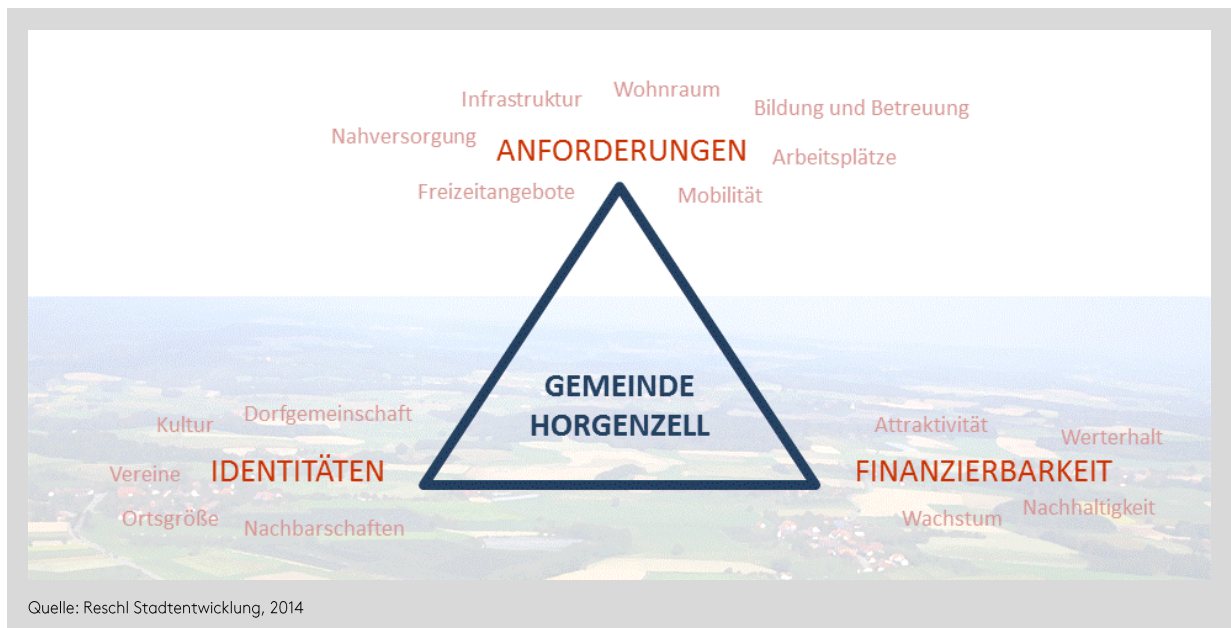 Wohnraum
Infrastruktur
Bildung und Betreuung
Nahversorgung
ANFORDERUNGEN
Arbeitsplätze
Freizeitangebote
Mobilität
GEMEINDE
HORGENZELL
Kultur
Dorfgemeinschaft
Vereine
IDENTITÄTEN
Ortsgröße
Nachbarschaften
Attraktivität
Werterhalt
FINANZIERBARKEIT
Wachstum
Nachhaltigkeit
Quelle: Reschl Stadtentwicklung, 2014